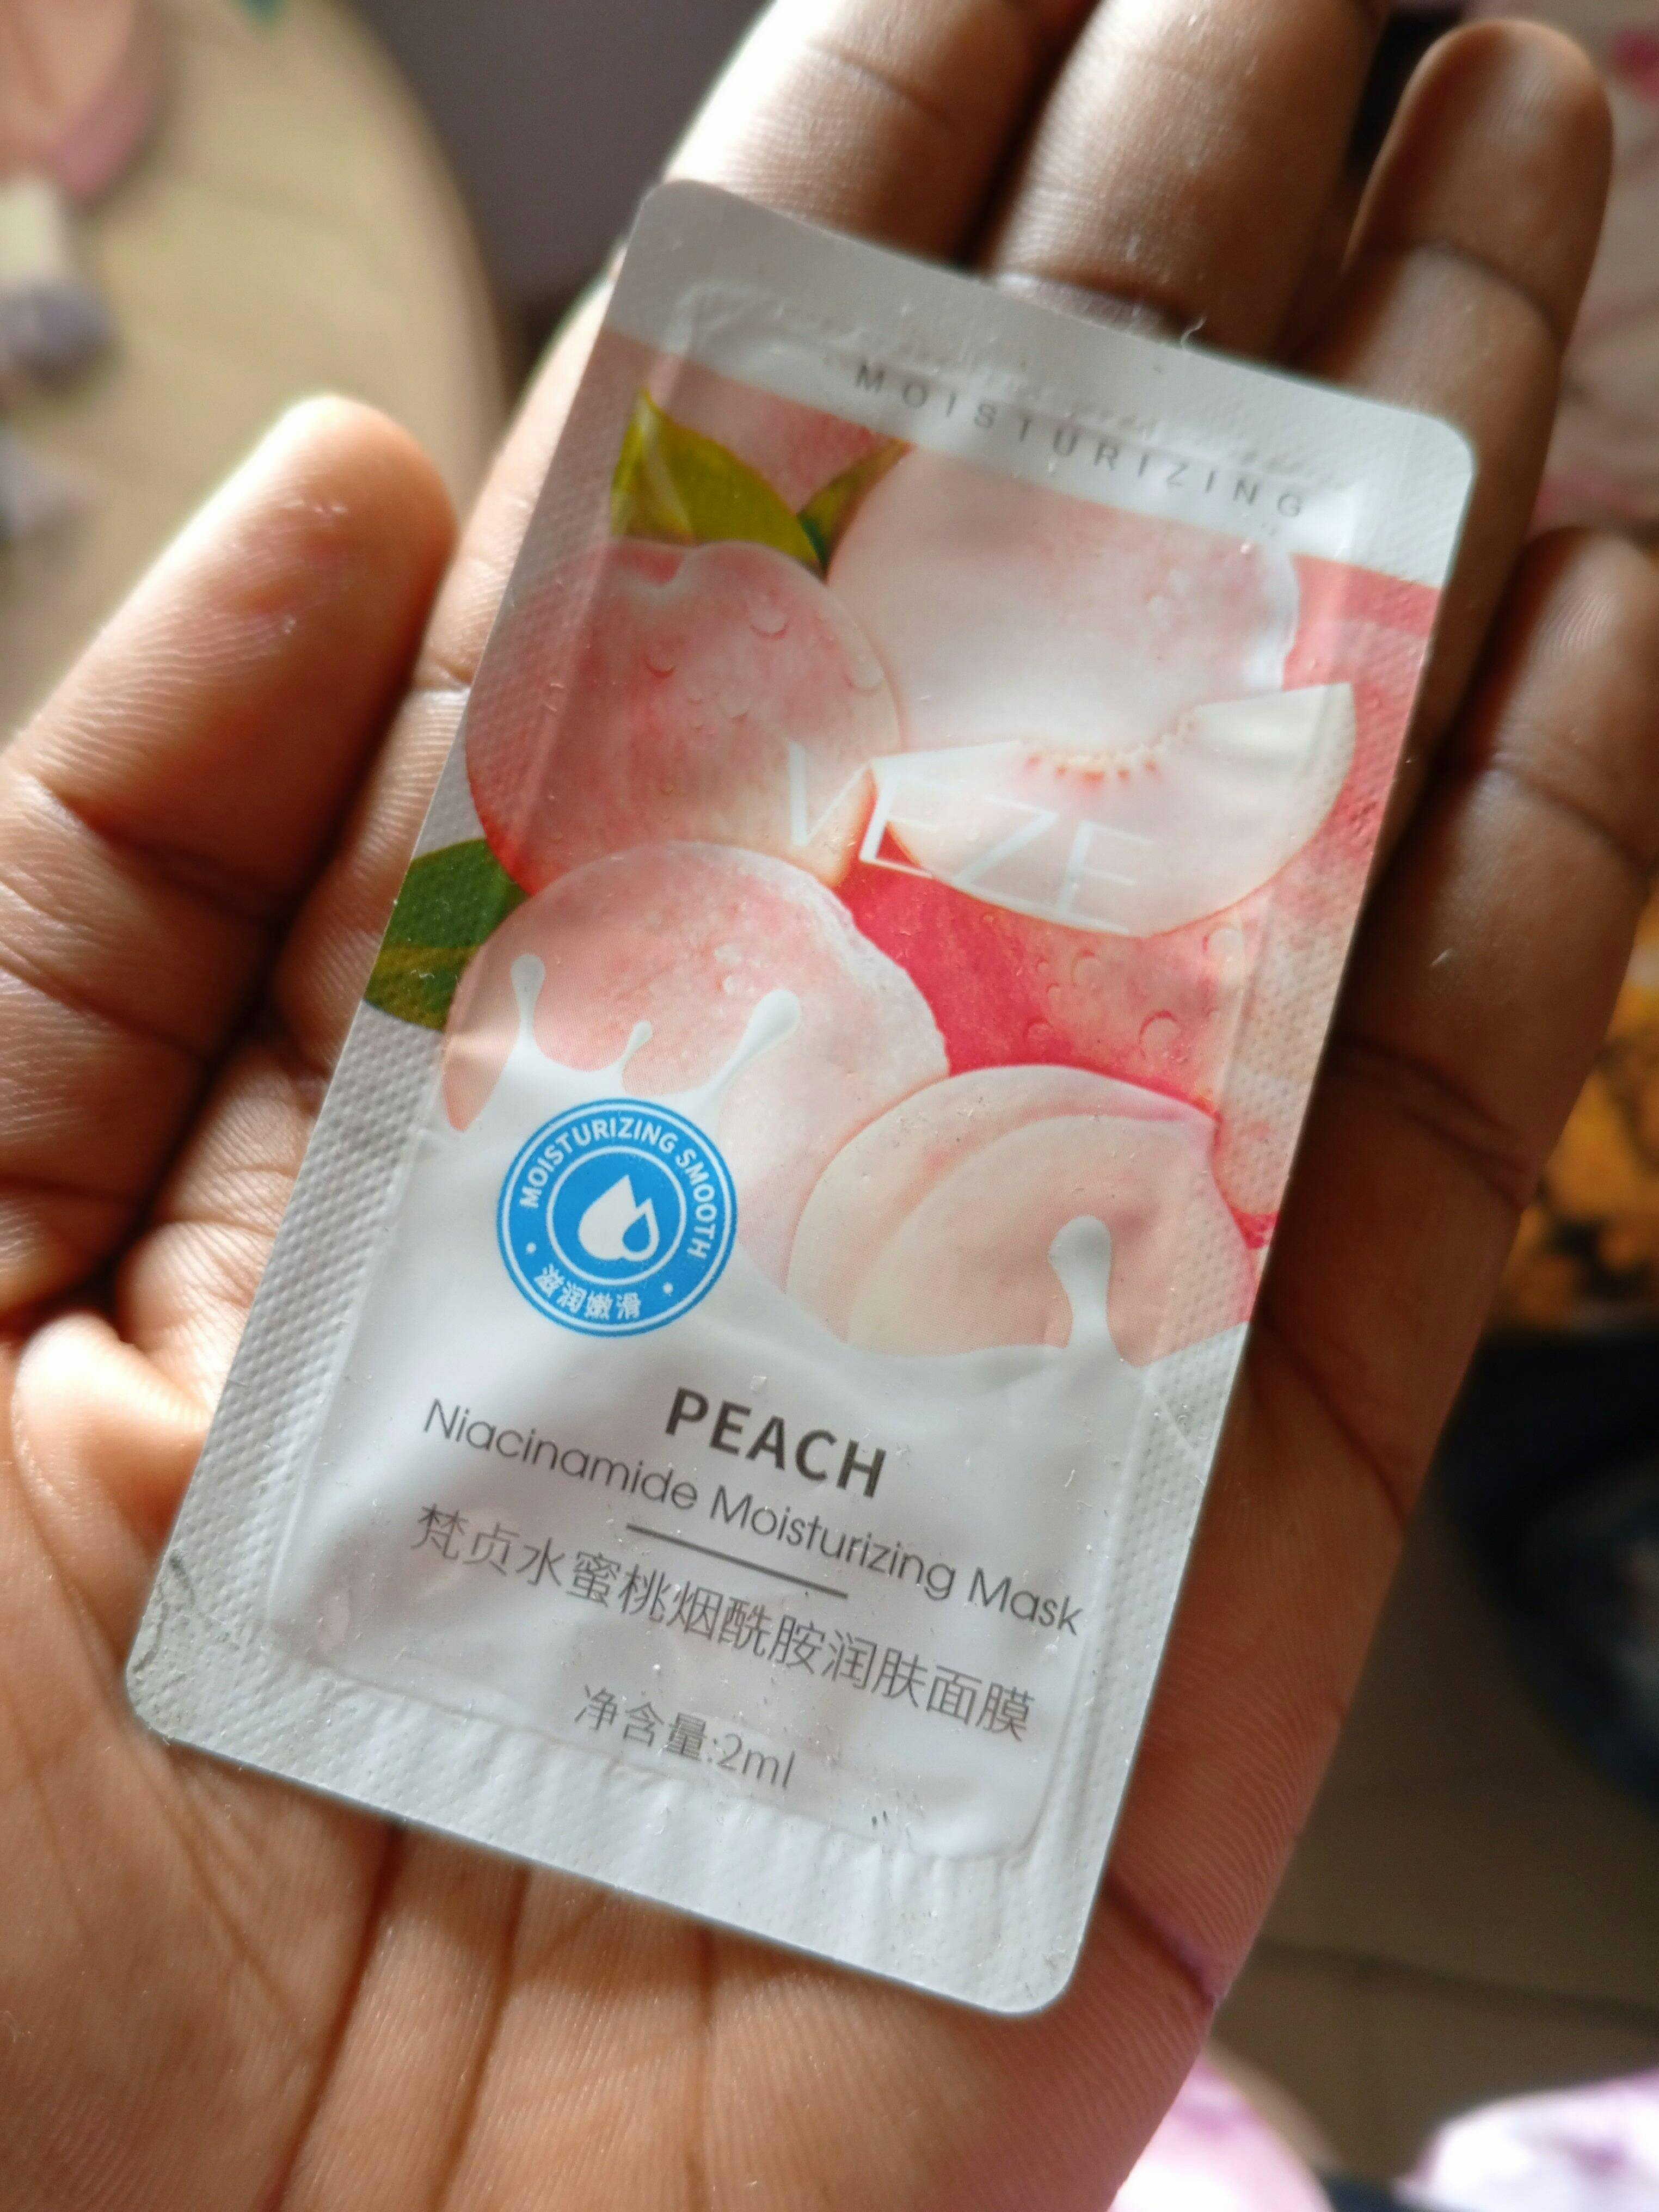 MOISTURIZING
VEZE
MOISTURIZING SMOOTH
滋润嫩滑
PEACH
Niacinamide Moisturizing Mask
梵贞水蜜桃烟酰胺润肤面膜
净含量:2ml